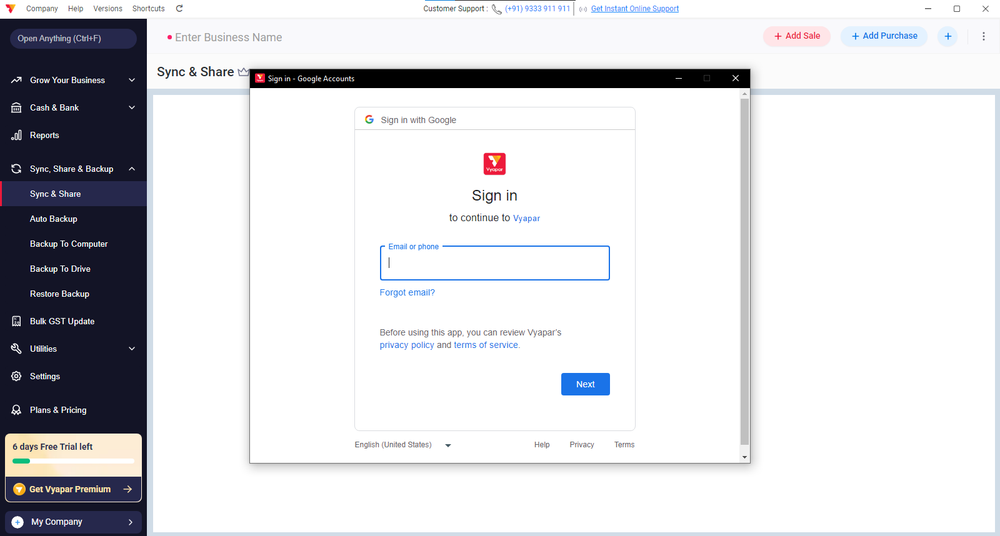 Company Help Versions Shortcuts
Customer Support : (+91) 9333 911 911 Get Instant Online Support
Open Anything (Ctrl+F)
Enter Business Name
+ Add Sale
+ Add Purchase
Sync & Share
Grow Your Business
Cash & Bank
Reports
Sync, Share & Backup
Sync & Share
Auto Backup
Backup To Computer
Backup To Drive
Restore Backup
Bulk GST Update
Utilities
Settings
Plans & Pricing
6 days Free Trial left
Get Vyapar Premium
My Company
Sign in - Google Accounts
Sign in with Google
Vyapar
Sign in
to continue to Vyapar
Email or phone
Forgot email?
Before using this app, you can review Vyapar’s
privacy policy and terms of service.
Next
English (United States)
Help Privacy Terms